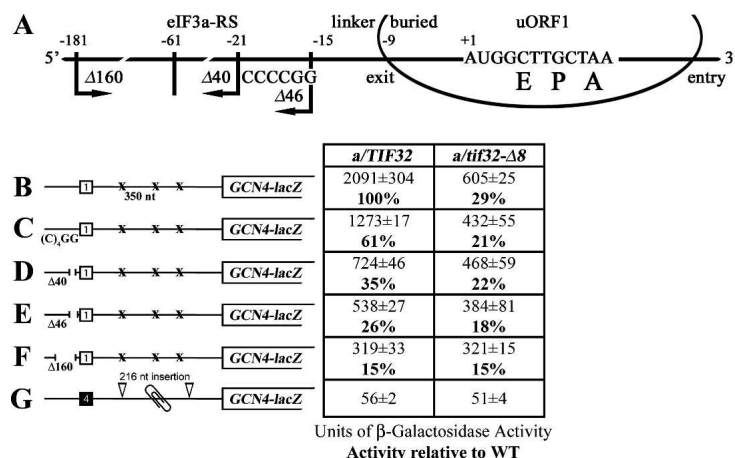 A
eIF3a-RS linker buried uORF1
-181 -61 -21 -15 -9 +1
5’ CCCCGG AUGGCTTGCTAA 3
Δ160 Δ40 Δ46 exit E P A entry
a/TIF32 a/tif32-Δ8
B 1 x x x 350 nt GCN4-lacZ 2091±304 605±25
100% 29%
C (C)4GG 1 x x x GCN4-lacZ 1273±17 432±55
61% 21%
D Δ40 1 x x x GCN4-lacZ 724±46 468±59
35% 22%
E Δ46 1 x x x GCN4-lacZ 538±27 384±81
26% 18%
F Δ160 1 x x x GCN4-lacZ 319±33 321±15
15% 15%
216 nt insertion
G 4 GCN4-lacZ 56±2 51±4
Units of β-Galactosidase Activity
Activity relative to WT